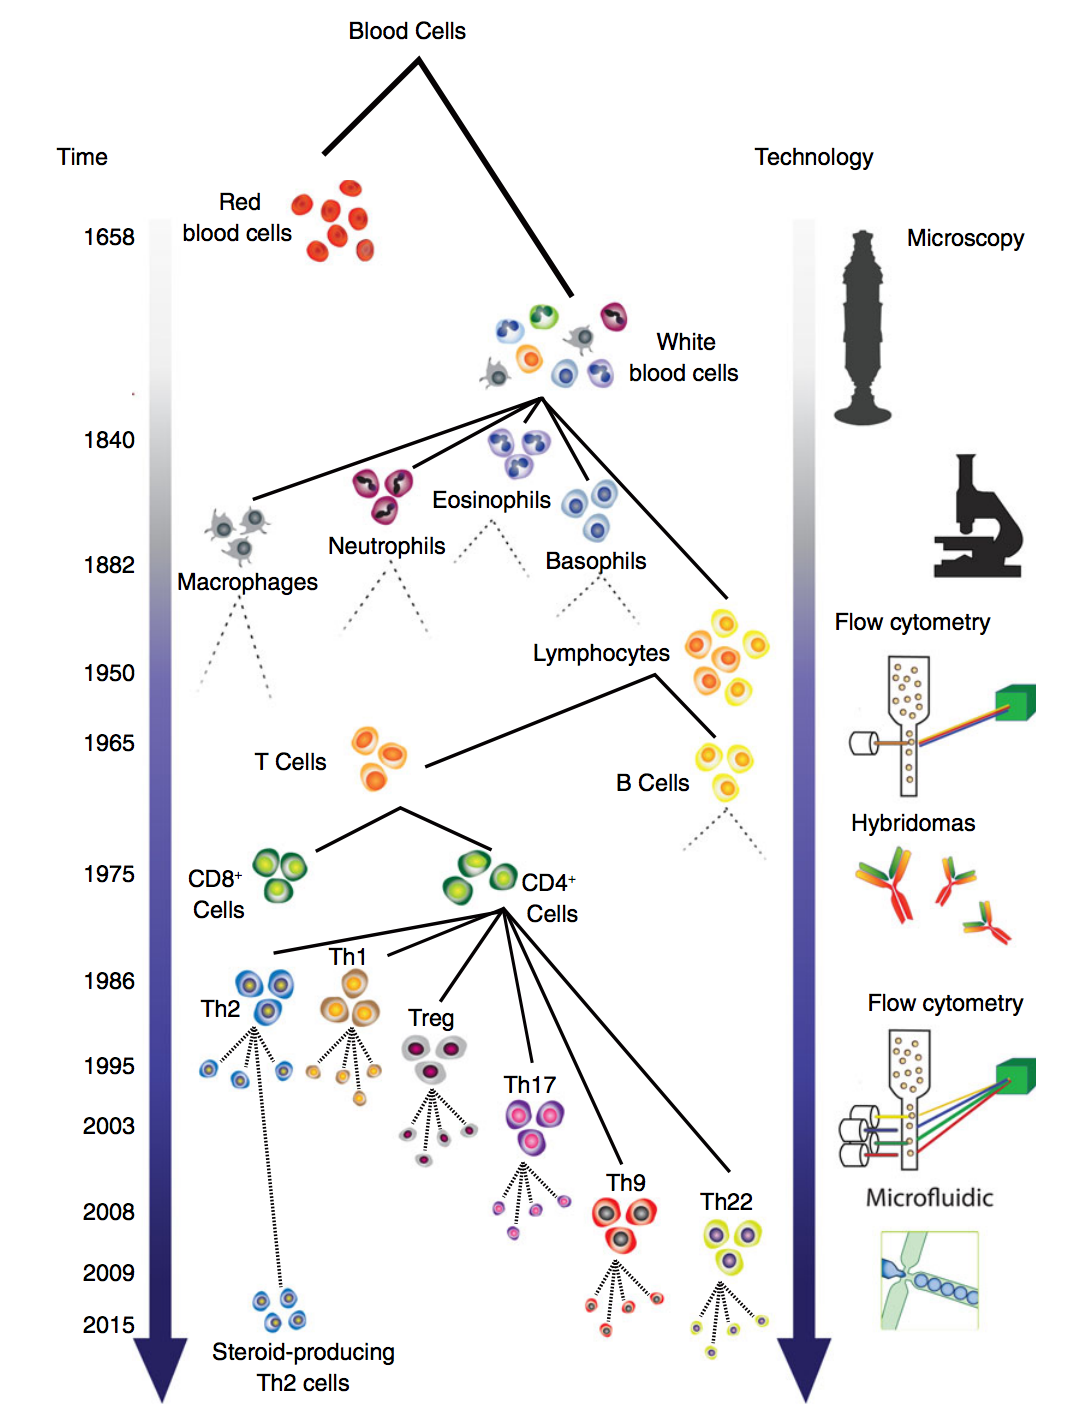 Blood Cells
Time
Technology
Red
blood cells
1658
Microscopy
White
blood cells
1840
Eosinophils
Neutrophils
Basophils
1882
Macrophages
Flow cytometry
Lymphocytes
1950
1965
T Cells
B Cells
Hybridomas
1975
CD8⁺
Cells
CD4⁺
Cells
Th1
1986
Th2
Treg
Flow cytometry
1995
Th17
2003
Th9
Th22
Microfluidic
2008
2009
2015
Steroid-producing
Th2 cells